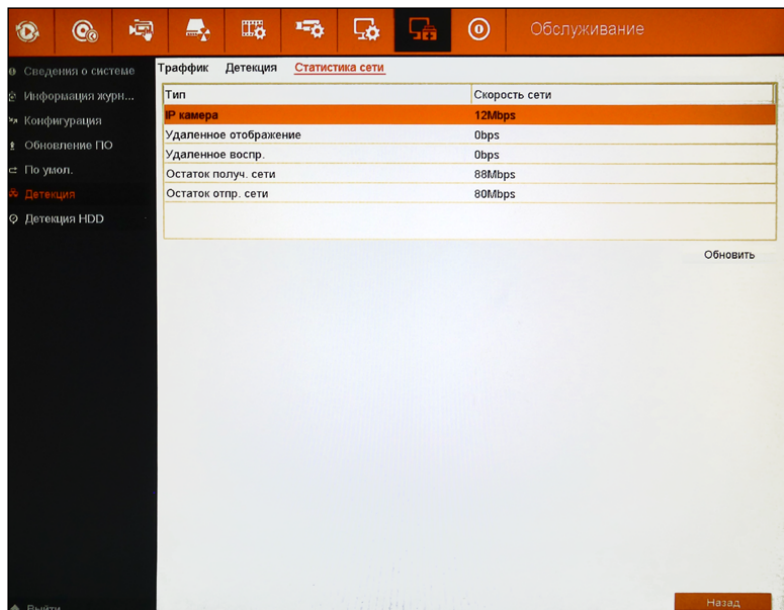 Обслуживание
Сведения о системе
Информация журн...
Конфигурация
Обновление ПО
По умол.
Детекция
Детекция HDD
Выйти
Траффик Детекция Статистика сети
Тип Скорость сети
IP камера 12Mbps
Удаленное отображение 0bps
Удаленное воспр. 0bps
Остаток получ. сети 88Mbps
Остаток отпр. сети 80Mbps
Обновить
Назад